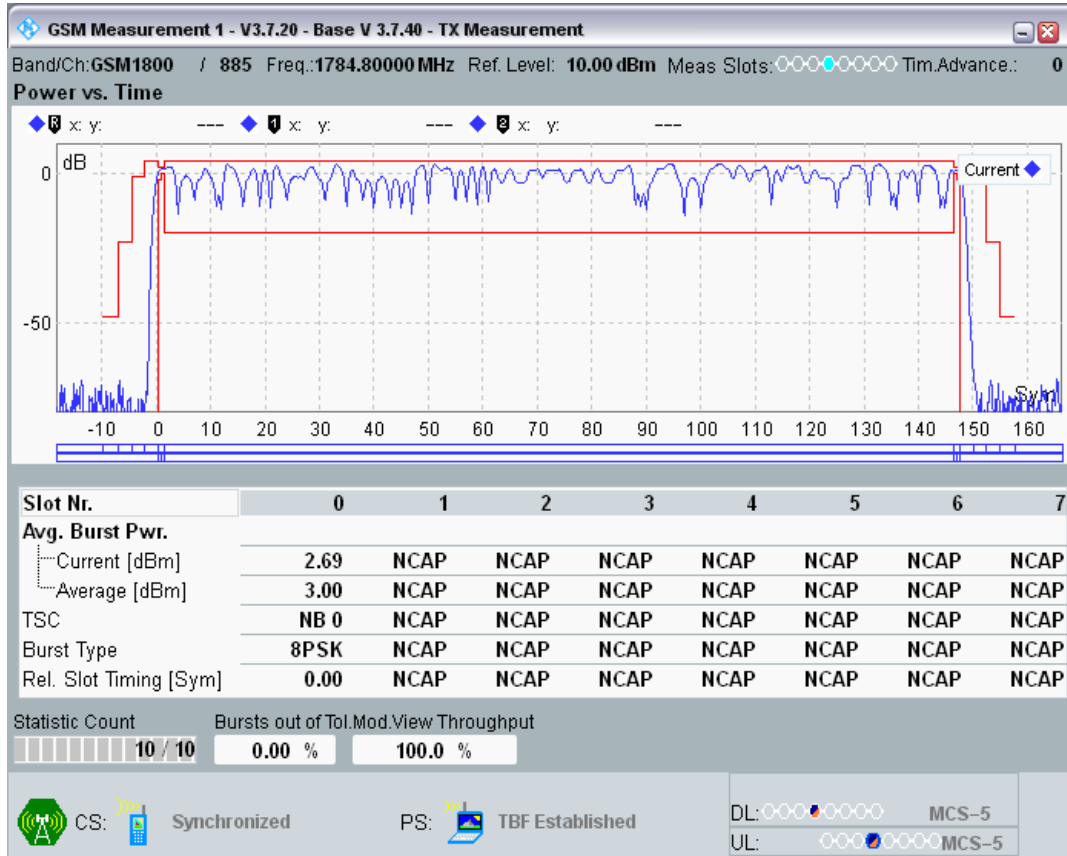 GSM Measurement 1 - V3.7.20 - Base V 3.7.40 - TX Measurement
Band/Ch:GSM1800 / 885 Freq.:1784.80000 MHz Ref. Level: 10.00 dBm Meas Slots: Tim.Advance.: 0
Power vs. Time
R x: y: --- 1 x: y: --- 2 x: y: ---
dB
Current
0
-50
Sym
-10 0 10 20 30 40 50 60 70 80 90 100 110 120 130 140 150 160
Slot Nr. 0 1 2 3 4 5 6 7
Avg. Burst Pwr.
Current [dBm] 2.69 NCAP NCAP NCAP NCAP NCAP NCAP NCAP
Average [dBm] 3.00 NCAP NCAP NCAP NCAP NCAP NCAP NCAP
TSC NB 0 NCAP NCAP NCAP NCAP NCAP NCAP NCAP
Burst Type 8PSK NCAP NCAP NCAP NCAP NCAP NCAP NCAP
Rel. Slot Timing [Sym] 0.00 NCAP NCAP NCAP NCAP NCAP NCAP NCAP
Statistic Count Bursts out of Tol. Mod.View Throughput
10 / 10 0.00 % 100.0 %
CS: Synchronized PS: TBF Established DL: MCS-5
UL: MCS-5